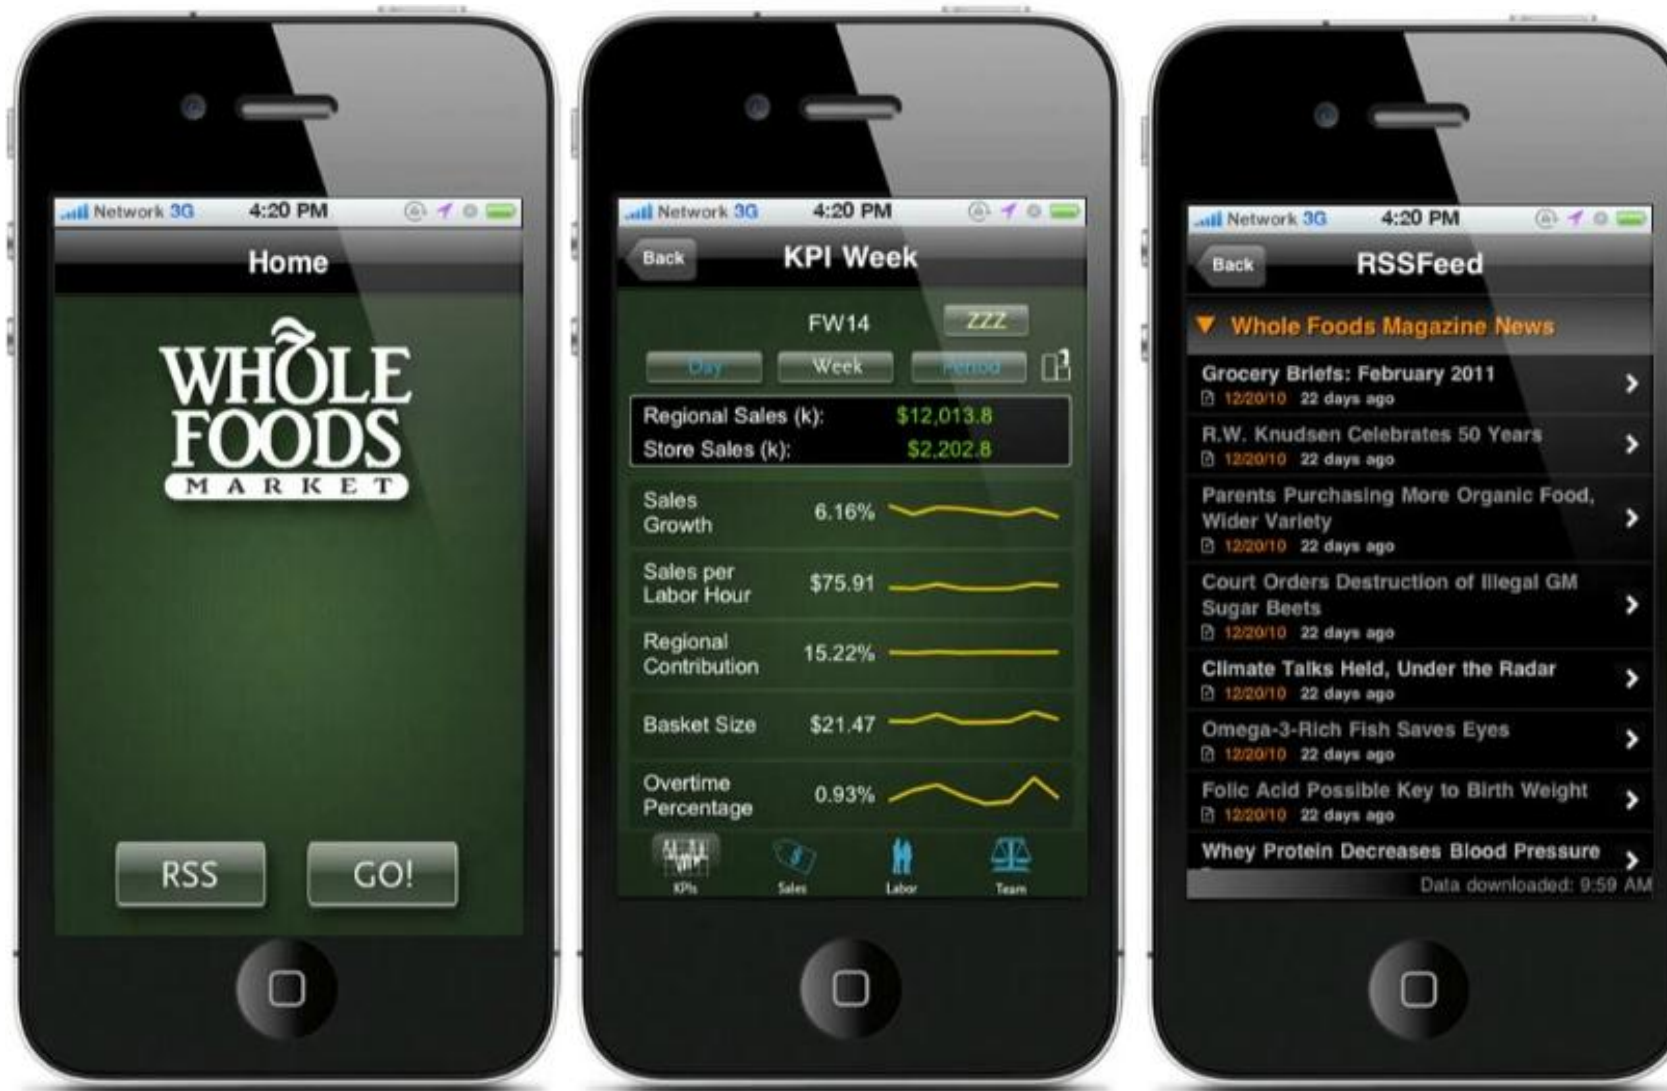 Network 3G 4:20 PM
Home
WHOLE
FOODS
MARKET
RSS GO!
Network 3G 4:20 PM
Back KPI Week
FW14 ZZZ
Day Week Period
Regional Sales (k): $12,013.8
Store Sales (k): $2,202.8
Sales
Growth 6.16%
Sales per
Labor Hour $75.91
Regional
Contribution 15.22%
Basket Size $21.47
Overtime
Percentage 0.93%
KPIs Sales Labor Team
Network 3G 4:20 PM
Back RSSFeed
Whole Foods Magazine News
Grocery Briefs: February 2011
12/20/10 22 days ago
R.W. Knudsen Celebrates 50 Years
12/20/10 22 days ago
Parents Purchasing More Organic Food,
Wider Variety
12/20/10 22 days ago
Court Orders Destruction of Illegal GM
Sugar Beets
12/20/10 22 days ago
Climate Talks Held, Under the Radar
12/20/10 22 days ago
Omega-3-Rich Fish Saves Eyes
12/20/10 22 days ago
Folic Acid Possible Key to Birth Weight
12/20/10 22 days ago
Whey Protein Decreases Blood Pressure
Data downloaded: 9:59 AM